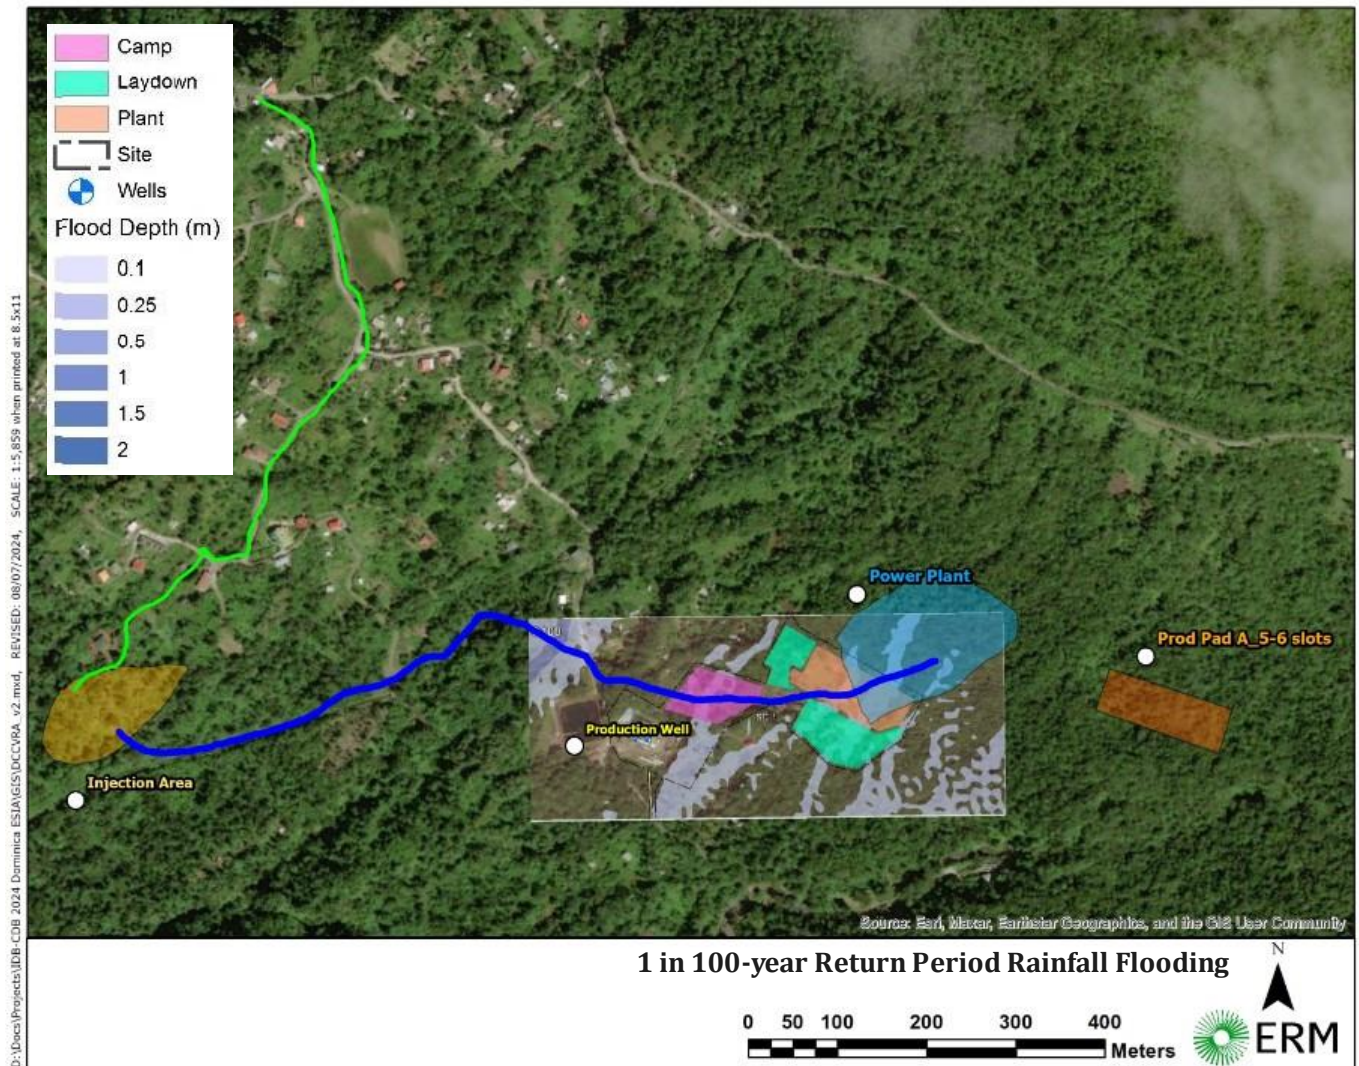 Camp
Laydown
Plant
Site
Wells
Flood Depth (m)
0.1
0.25
0.5
1
1.5
2
Power Plant
Prod Pad A_5-6 slots
Production Well
Injection Area
Source: Esri, Maxar, Earthstar Geographics, and the GIS User Community
1 in 100-year Return Period Rainfall Flooding
N
0 50 100 200 300 400
Meters
ERM
D:\Docs\Projects\IDB-CDB 2024 Dominica ESIA\GIS\DCCVRA_v2.mxd, REVISED: 08/07/2024, SCALE: 1:5,859 when printed at 8.5x11